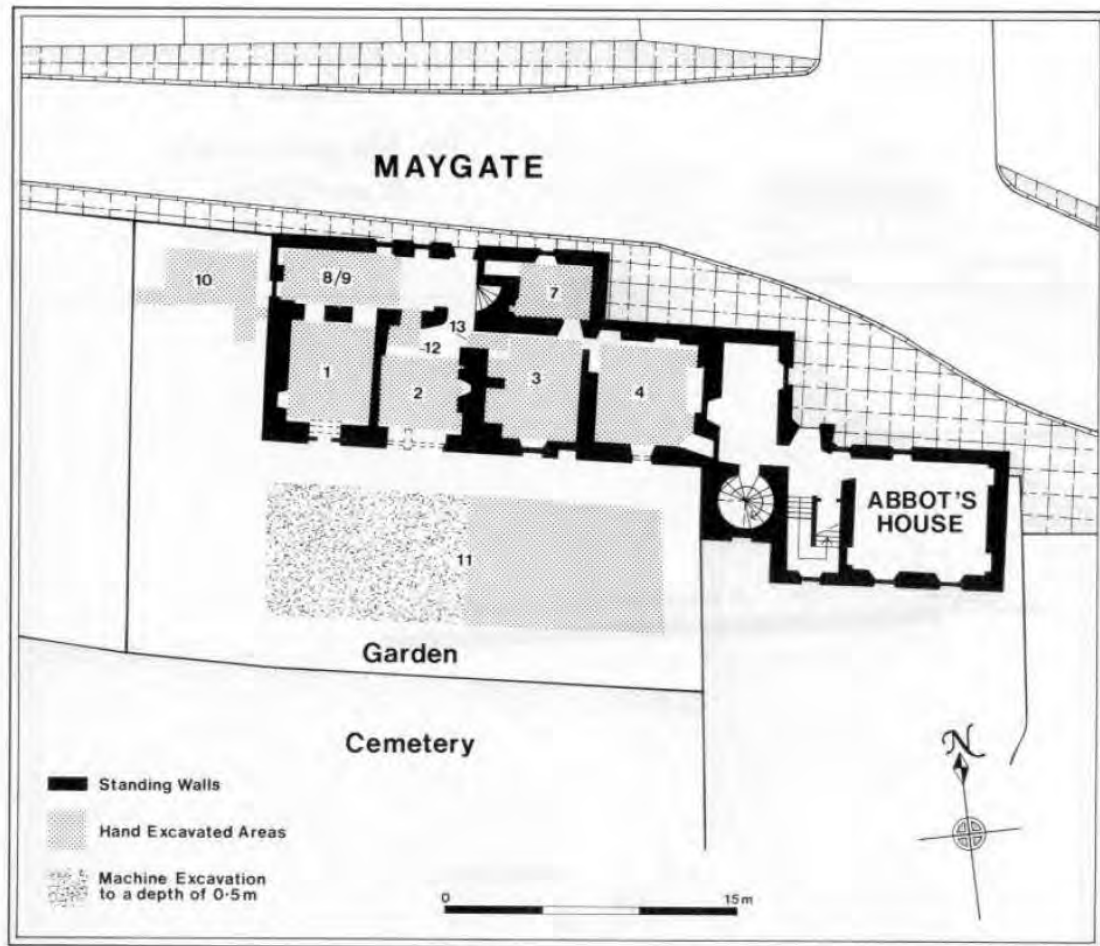 MAYGATE
10
8/9
7
13
12
1
2
3
4
ABBOT'S
HOUSE
11
Garden
Cemetery
N
Standing Walls
Hand Excavated Areas
Machine Excavation
to a depth of 0·5m
0
15m